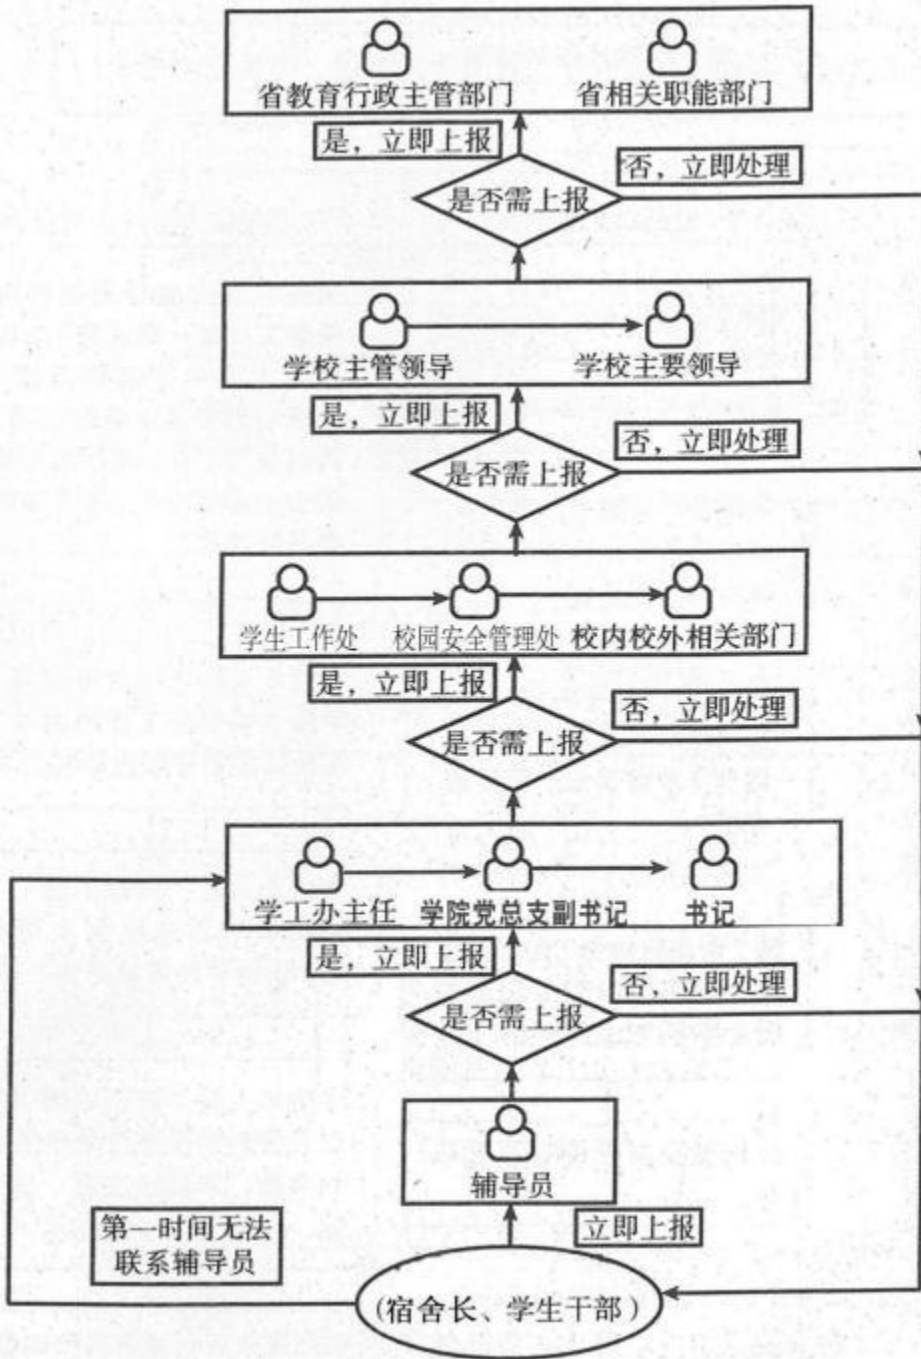 省教育行政主管部门 省相关职能部门
是，立即上报
否，立即处理
是否需上报
学校主管领导 学校主要领导
是，立即上报
否，立即处理
是否需上报
学生工作处 校园安全管理处 校内校外相关部门
是，立即上报
否，立即处理
是否需上报
学工办主任 学院党总支副书记 书记
是，立即上报
否，立即处理
是否需上报
辅导员
立即上报
第一时间无法
联系辅导员
(宿舍长、学生干部)